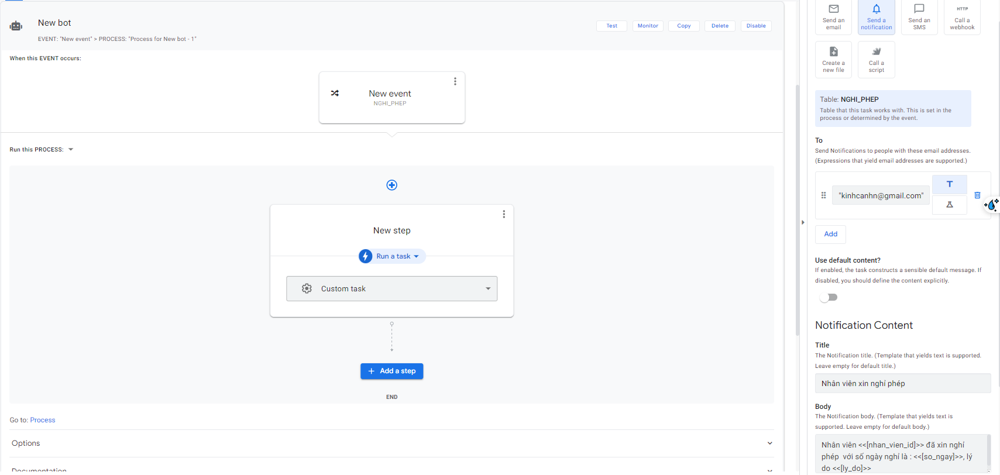 New bot
EVENT: "New event" > PROCESS: "Process for New bot - 1"
Test
Monitor
Copy
Delete
Disable
When this EVENT occurs:
New event
NGHI_PHEP
Run this PROCESS:
New step
Run a task
Custom task
Add a step
END
Go to: Process
Options
Documentation
Send an
email
Send a
notification
Send an
SMS
HTTP
Call a
webhook
Create a
new file
Call a
script
Table: NGHI_PHEP
Table that this task works with. This is set in the
process or determined by the event.
To
Send Notifications to people with these email addresses.
(Expressions that yield email addresses are supported.)
"kinhcanhn@gmail.com"
T
Add
Use default content?
If enabled, the task constructs a sensible default message. If
disabled, you should define the content explicitly.
Notification Content
Title
The Notification title. (Template that yields text is supported.
Leave empty for default title.)
Nhân viên xin nghỉ phép
Body
The Notification body. (Template that yields text is
supported. Leave empty for default body.)
Nhân viên <<[nhan_vien_id]>> đã xin nghỉ
phép  với số ngày nghỉ là : <<[so_ngay]>>, lý
do <<[ly_do]>>